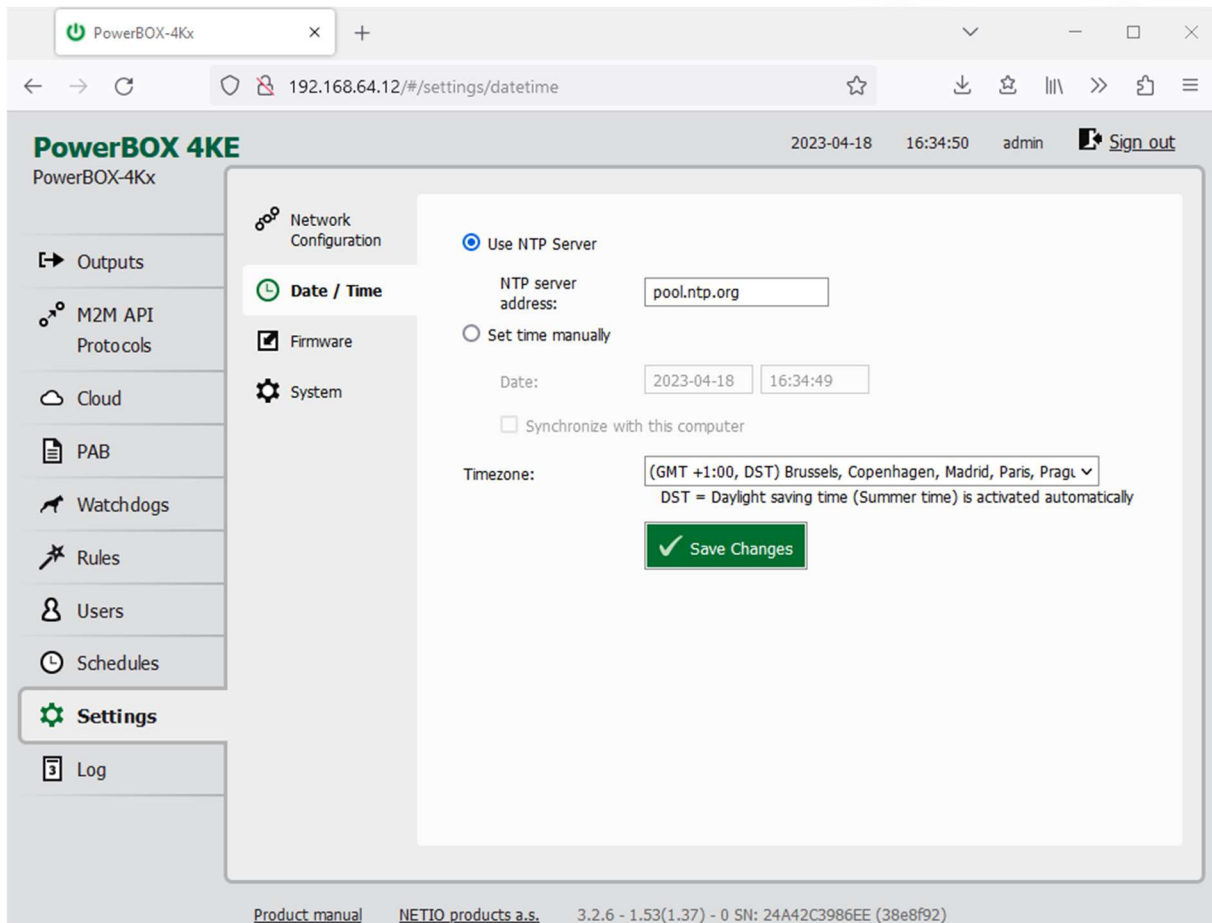 PowerBOX-4Kx
192.168.64.12/#/settings/datetime
PowerBOX 4KE
2023-04-18 16:34:50 admin Sign out
PowerBOX-4Kx
Outputs
M2M API
Protocols
Cloud
PAB
Watchdogs
Rules
Users
Schedules
Settings
3 Log
Network
Configuration
Date / Time
Firmware
System
Use NTP Server
NTP server
address:
pool.ntp.org
Set time manually
Date: 2023-04-18 16:34:49
Synchronize with this computer
Timezone: (GMT +1:00, DST) Brussels, Copenhagen, Madrid, Paris,
DST = Daylight saving time (Summer time) is activated automatically
Save Changes
Product manual NETIO products a.s. 3.2.6 - 1.53(1.37) - 0 SN: 24A42C3986EE (38e8f92)